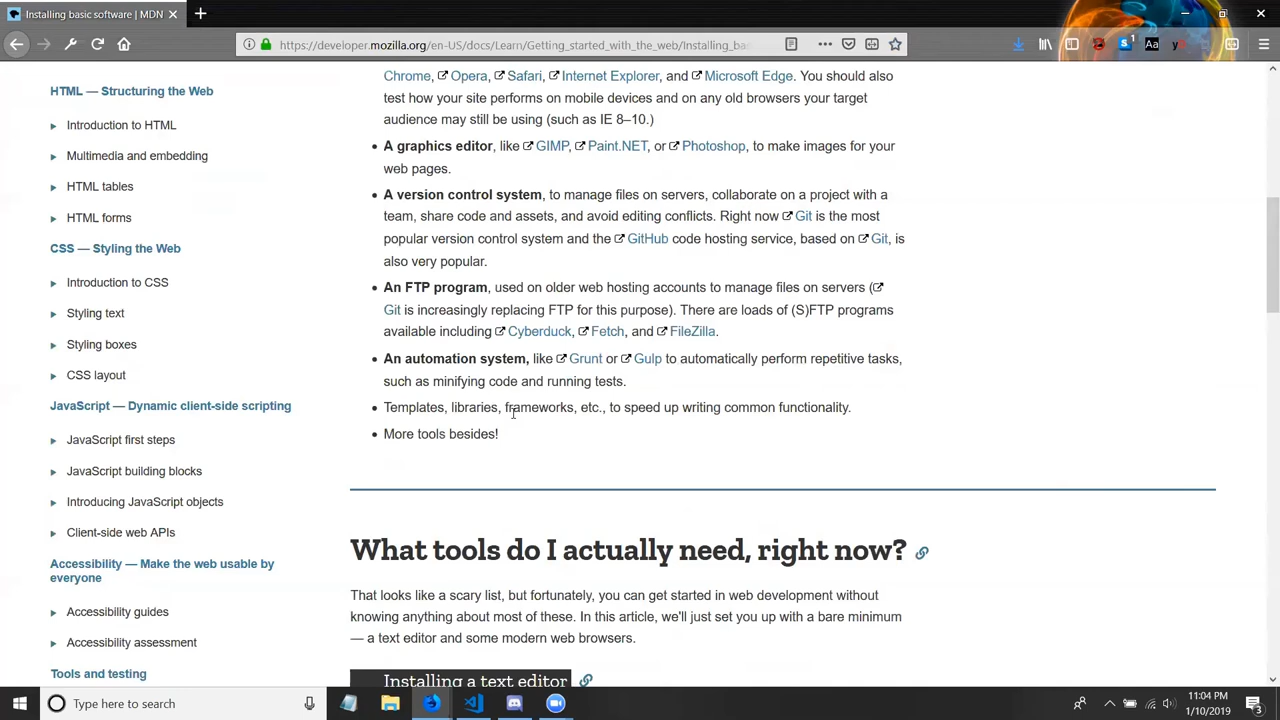 Installing basic software | MDN
https://developer.mozilla.org/en-US/docs/Learn/Getting_started_with_the_web/Installing_ba
HTML — Structuring the Web
Introduction to HTML
Multimedia and embedding
HTML tables
HTML forms
CSS — Styling the Web
Introduction to CSS
Styling text
Styling boxes
CSS layout
JavaScript — Dynamic client-side scripting
JavaScript first steps
JavaScript building blocks
Introducing JavaScript objects
Client-side web APIs
Accessibility — Make the web usable by
everyone
Accessibility guides
Accessibility assessment
Tools and testing
Chrome, Opera, Safari, Internet Explorer, and Microsoft Edge. You should also
test how your site performs on mobile devices and on any old browsers your target
audience may still be using (such as IE 8–10.)
• A graphics editor, like GIMP, Paint.NET, or Photoshop, to make images for your
web pages.
• A version control system, to manage files on servers, collaborate on a project with a
team, share code and assets, and avoid editing conflicts. Right now Git is the most
popular version control system and the GitHub code hosting service, based on Git, is
also very popular.
• An FTP program, used on older web hosting accounts to manage files on servers (
Git is increasingly replacing FTP for this purpose). There are loads of (S)FTP programs
available including Cyberduck, Fetch, and FileZilla.
• An automation system, like Grunt or Gulp to automatically perform repetitive tasks,
such as minifying code and running tests.
• Templates, libraries, frameworks, etc., to speed up writing common functionality.
• More tools besides!
What tools do I actually need, right now?
That looks like a scary list, but fortunately, you can get started in web development without
knowing anything about most of these. In this article, we'll just set you up with a bare minimum
— a text editor and some modern web browsers.
Installing a text editor
Type here to search
11:04 PM
1/10/2019